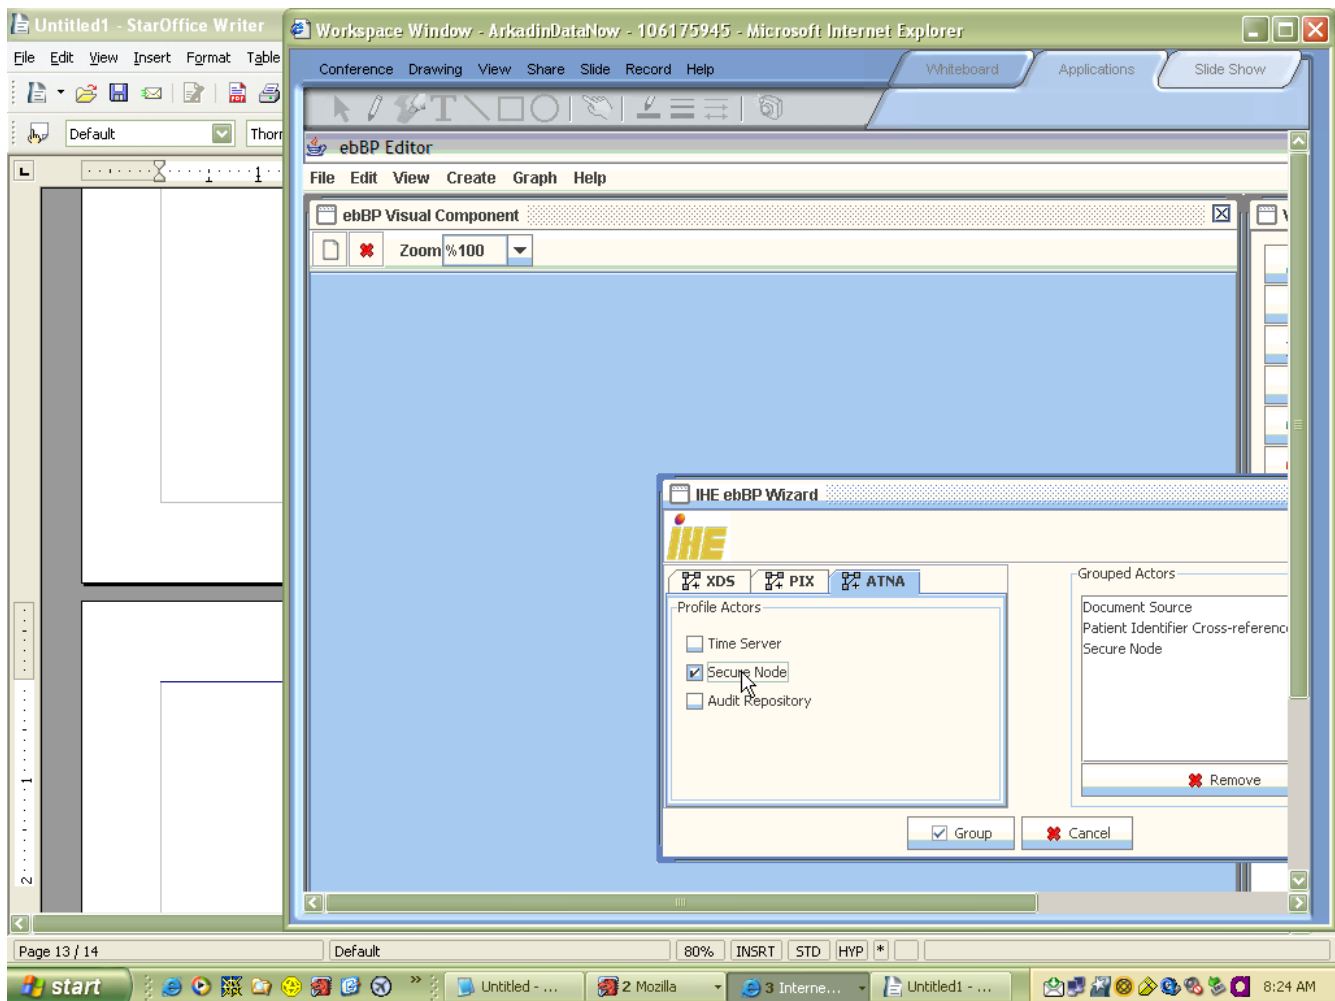 Untitled1 - StarOffice Writer
Workspace Window - ArkadinDataNow - 106175945 - Microsoft Internet Explorer
File Edit View Insert Format Table
Conference Drawing View Share Slide Record Help
Whiteboard Applications Slide Show
Default
ebBP Editor
File Edit View Create Graph Help
ebBP Visual Component
Zoom %100
IHE ebBP Wizard
IHE
XDS PIX ATNA
Profile Actors
Time Server
Secure Node
Audit Repository
Grouped Actors
Document Source
Patient Identifier Cross-referenc
Secure Node
Remove
Group Cancel
1
1
2
Page 13 / 14 Default 80% INSRT STD HYP *
start Untitled - ... 2 Mozilla 3 Interne... Untitled1 - ... 8:24 AM